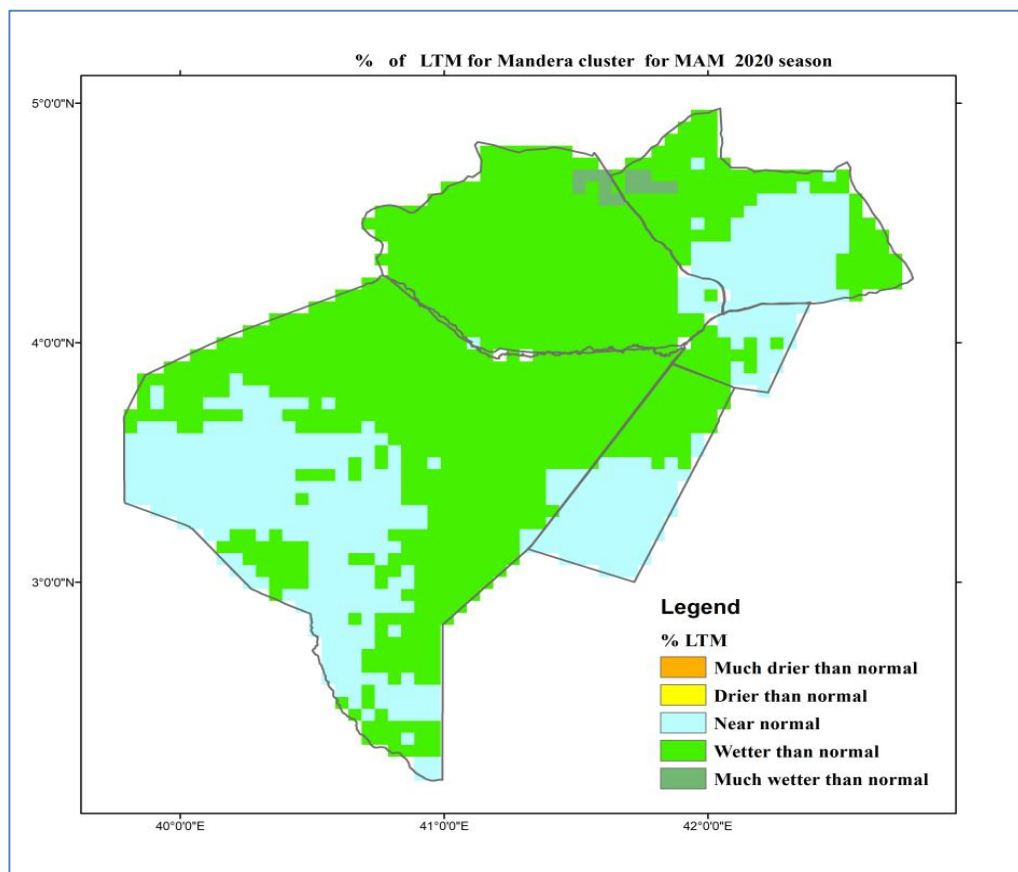 % of LTM for Mandera cluster for MAM 2020 season
5°0'0"N
4°0'0"N
3°0'0"N
Legend
% LTM
Much drier than normal
Drier than normal
Near normal
Wetter than normal
Much wetter than normal
40°0'0"E
41°0'0"E
42°0'0"E